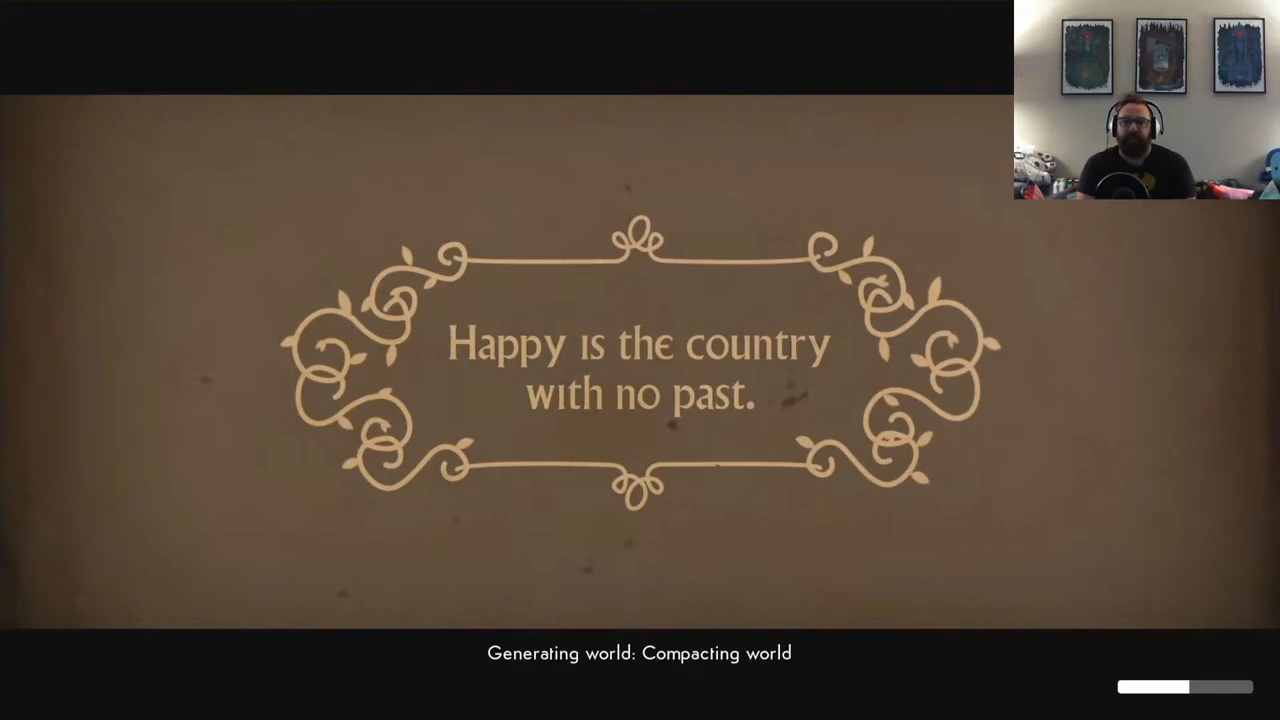 Happy is the country
with no past.
Generating world: Compacting world